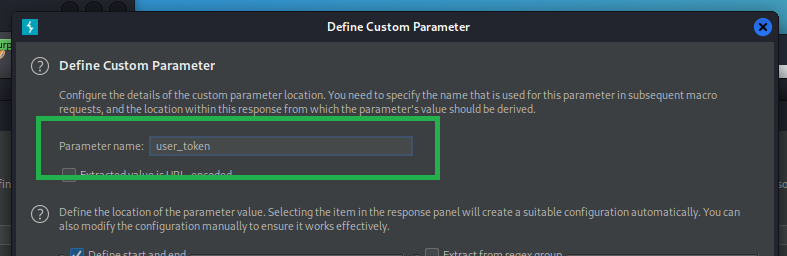 Define Custom Parameter
Define Custom Parameter
Configure the details of the custom parameter location. You need to specify the name that is used for this parameter in subsequent macro
requests, and the location within this response from which the parameter's value should be derived.
Parameter name: user_token
Extracted value is URL-encoded
Define the location of the parameter value. Selecting the item in the response panel will create a suitable configuration automatically. You can
also modify the configuration manually to ensure it works effectively.
Define start and end
Extract from regex group